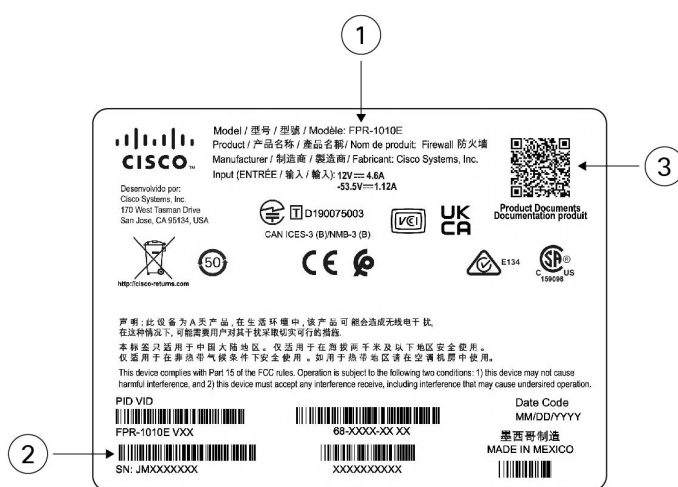 1
CISCO
Model / 型号 / 型號 / Modèle: FPR-1010E
Product / 产品名称 / 產品名稱/ Nom de produit: Firewall 防火墙
Manufacturer / 制造商 / 製造商/ Fabricant: Cisco Systems, Inc.
Input (ENTRÉE / 输入 / 輸入): 12V⎓4.6A
-53.5V⎓1.12A
3
Desenvolvido por:
Cisco Systems, Inc.
170 West Tasman Drive
San Jose, CA 95134, USA
T D190075003
CAN ICES-3 (B)/NMB-3 (B)
VCI
UK
CA
Product Documents
Documentation produit
http://cisco-returns.com
50
CE
E134
SA
C US
159096
声明:此设备为A类产品,在生活环境中,该产品可能会造成无线电干扰,
在这种情况下,可能需要用户对其干扰采取切实可行的措施.
本标签只适用于中国大陆地区。仅适用于在海拔两千米及以下地区安全使用。
仅适用于在非热带气候条件下安全使用。如用于热带地区请在空调机房中使用。
This device complies with Part 15 of the FCC rules. Operation is subject to the following two conditions: 1) this device may not cause
harmful interference, and 2) this device must accept any interference receive, including interference that may cause undersired operation.
PID VID
FPR-1010E VXX
68-XXXX-XX XX
Date Code
MM/DD/YYYY
墨西哥制造
MADE IN MEXICO
2
SN: JMXXXXXXX
XXXXXXXXXX